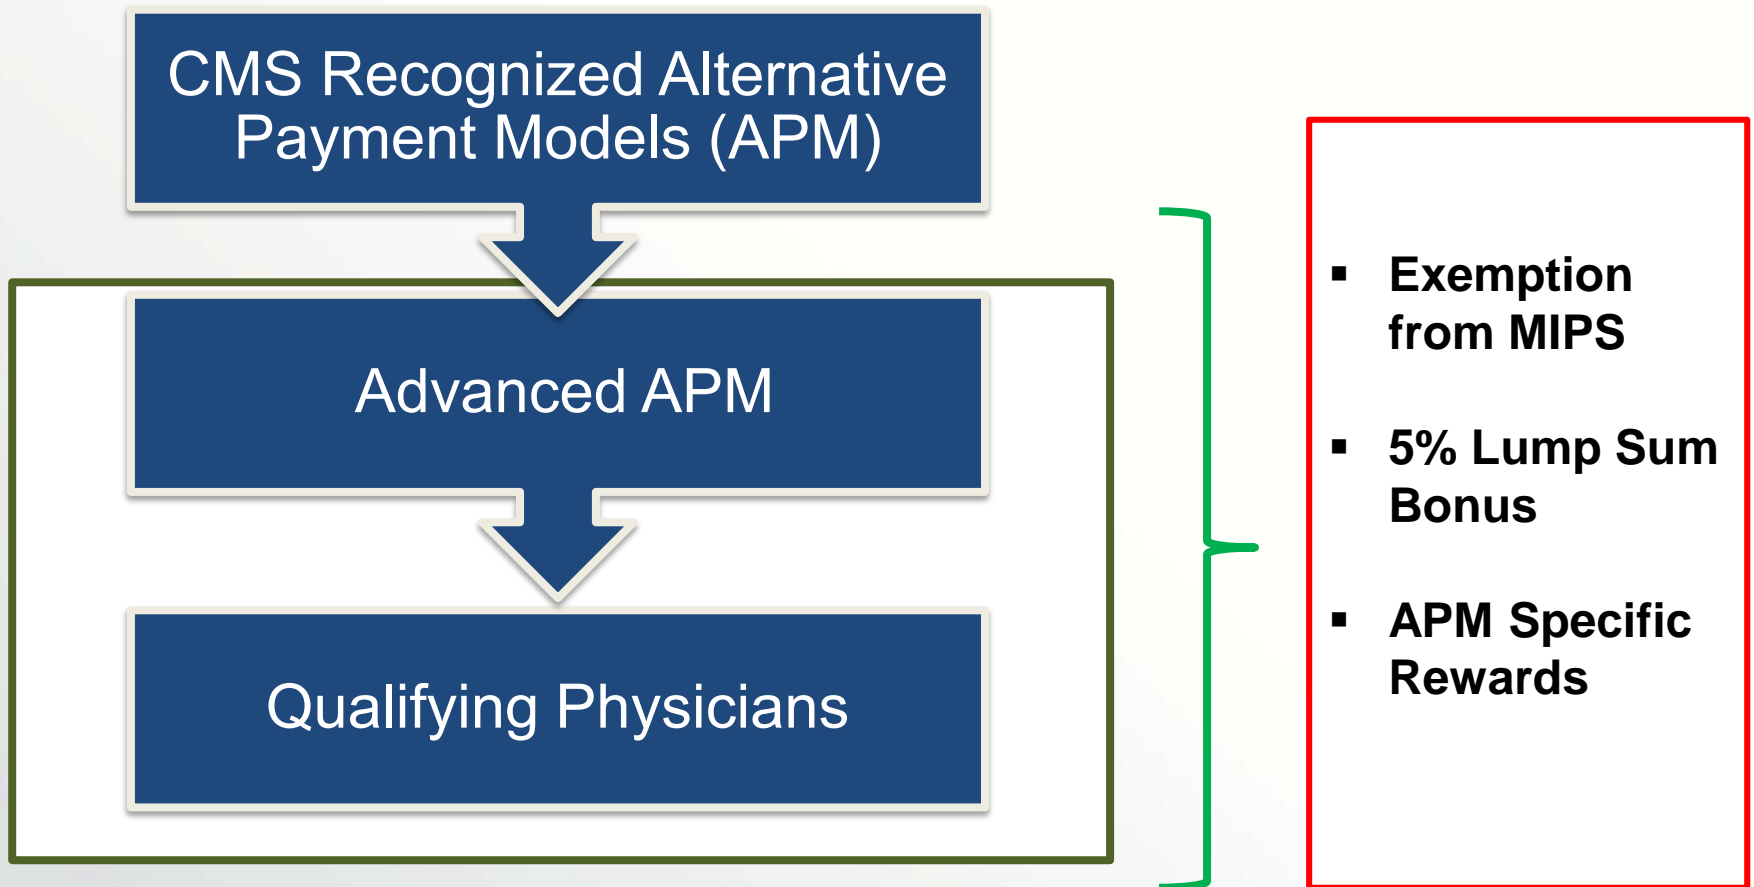 CMS Recognized Alternative
Payment Models (APM)
Advanced APM
Qualifying Physicians
▪ Exemption
from MIPS
▪ 5% Lump Sum
Bonus
▪ APM Specific
Rewards